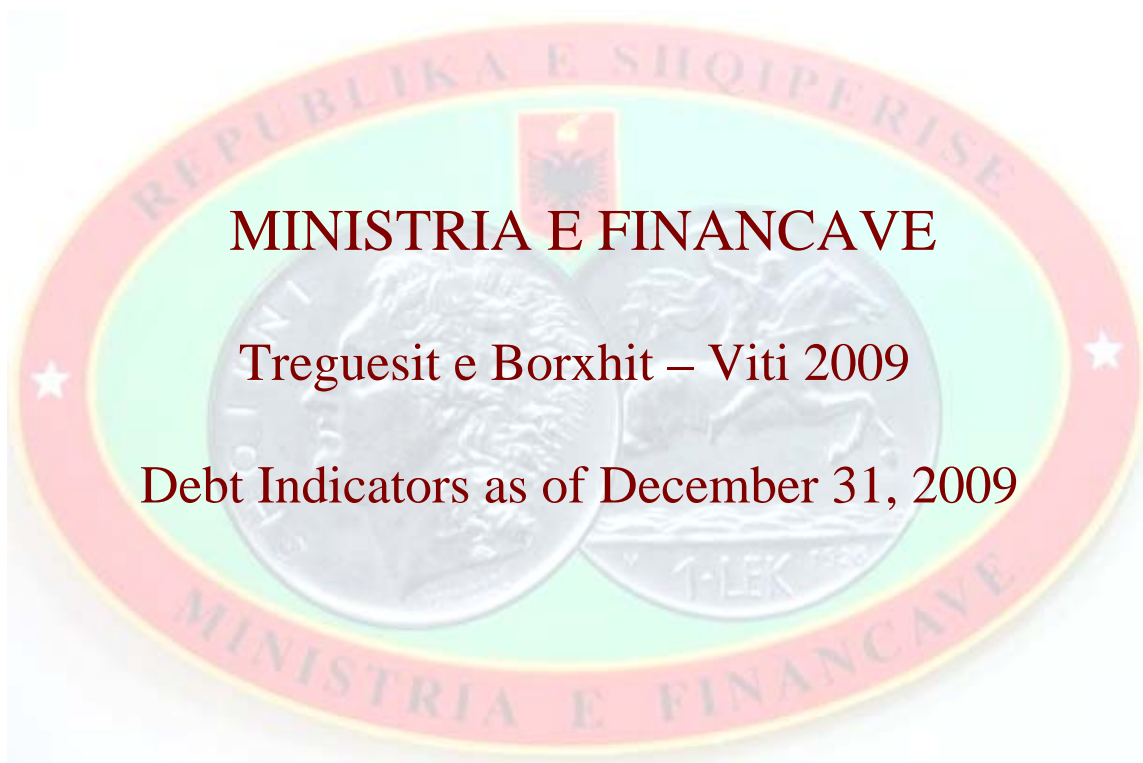 REPUBLIKA E SHQIPERISE
MINISTRIA E FINANCAVE
Treguesit e Borxhit – Viti 2009
Debt Indicators as of December 31, 2009
1·LEK
MINISTRIA E FINANCAVE